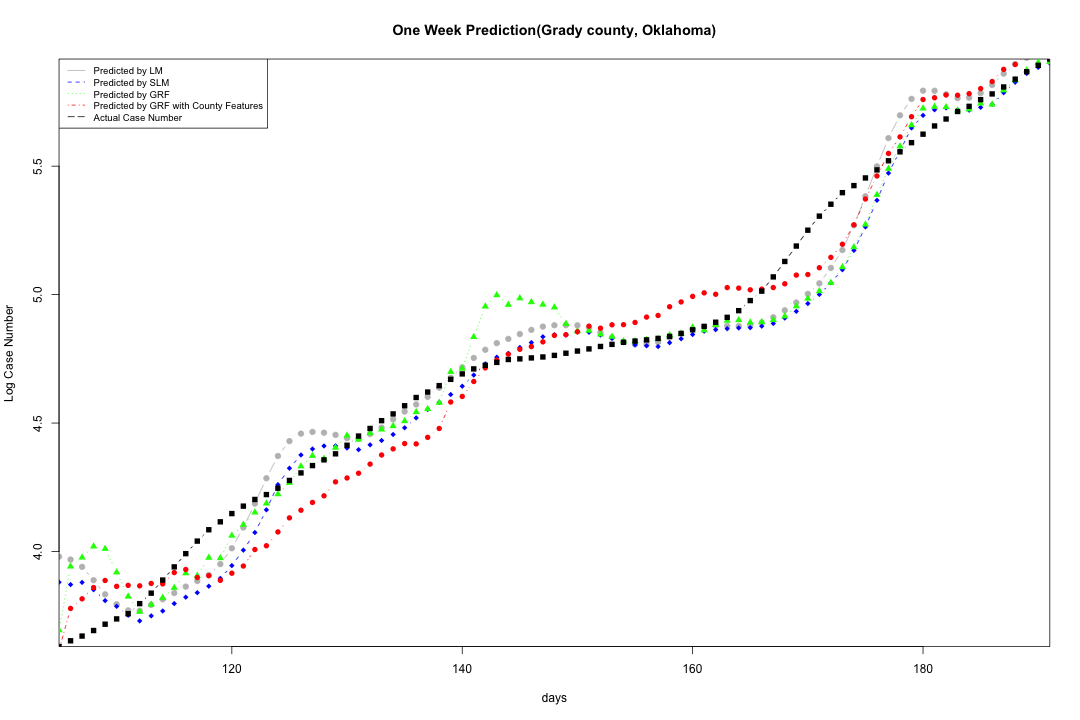 One Week Prediction(Grady county, Oklahoma)
Predicted by LM
Predicted by SLM
Predicted by GRF
Predicted by GRF with County Features
Actual Case Number
5.5
5.0
4.5
4.0
Log Case Number
120 140 160 180
days